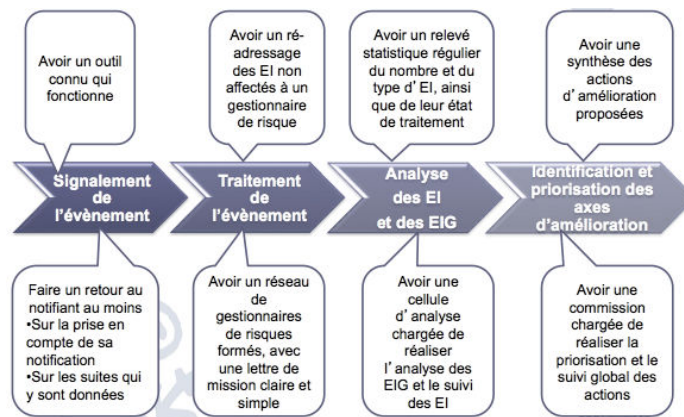 Avoir un outil
connu qui
fonctionne
Avoir un ré-
adressage
des EI non
affectés à un
gestionnaire
de risque
Avoir un relevé
statistique régulier
du nombre et du
type d'EI, ainsi
que de leur état
de traitement
Avoir une
synthèse des
actions
d'amélioration
proposées
Signalement
de
l'évènement
Traitement
de
l'évènement
Analyse
des EI
et des EIG
Identification et
priorisation des
axes
d'amélioration
Faire un retour au
notifiant au moins
•Sur la prise en
compte de sa
notification
•Sur les suites qui
y sont données
Avoir un réseau
de
gestionnaires
de risques
formés, avec
une lettre de
mission claire et
simple
Avoir une
cellule
d'analyse
chargée de
réaliser
l'analyse des
EIG et le suivi
des EI
Avoir une
commission
chargée de
réaliser la
priorisation et le
suivi global des
actions